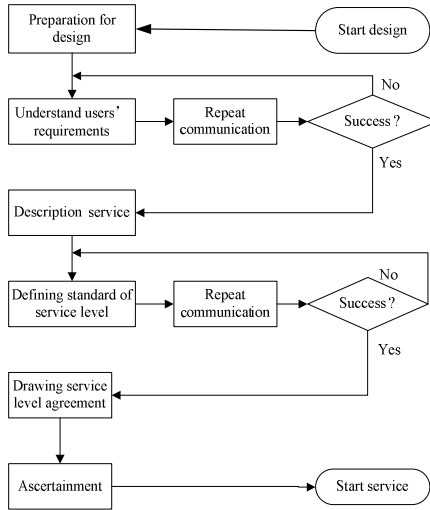 Preparation for
design
Start design
No
Understand users'
requirements
Repeat
communication
Success ?
Yes
Description service
No
Defining standard of
service level
Repeat
communication
Success ?
Yes
Drawing service
level agreement
Ascertainment
Start service